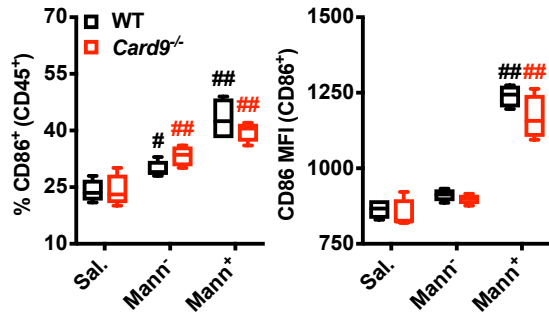 WT
Card9-/-
% CD86+ (CD45+)
70
55
40
25
10
#
##
##
##
Sal.
Mann-
Mann+
CD86 MFI (CD86+)
1500
1250
1000
750
##
##
Sal.
Mann-
Mann+